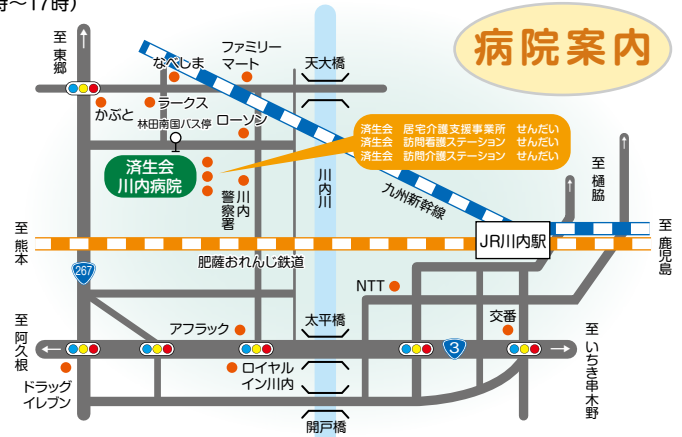 時～17時）
病院案内
至 東郷
なべしま
ファミリー
マート
天大橋
かぶと
ラークス
林田南国バス停
ローソン
済生会　居宅介護支援事業所　せんだい
済生会　訪問看護ステーション　せんだい
済生会　訪問介護ステーション　せんだい
済生会
川内病院
川内
警察署
川内川
九州新幹線
至 樋脇
至 熊本
JR川内駅
至 鹿児島
肥薩おれんじ鉄道
267
NTT
至 阿久根
アフラック
太平橋
交番
3
至 いちき串木野
ドラッグ
イレブン
ロイヤル
イン川内
開戸橋